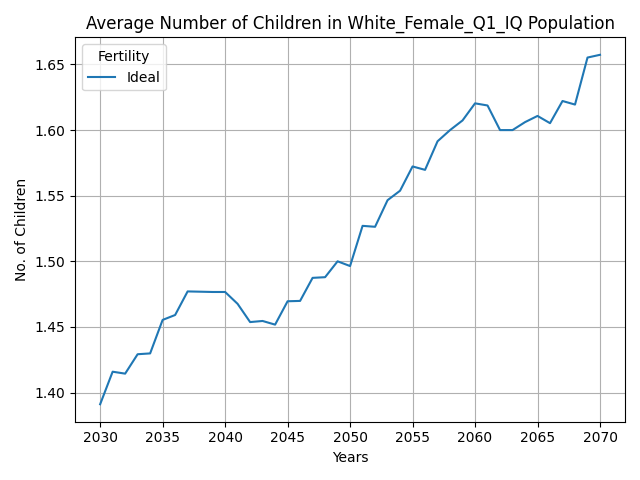 Average Number of Children in White_Female_Q1_IQ Population
Fertility
Ideal
1.65
1.60
1.55
1.50
1.45
1.40
No. of Children
2030 2035 2040 2045 2050 2055 2060 2065 2070
Years